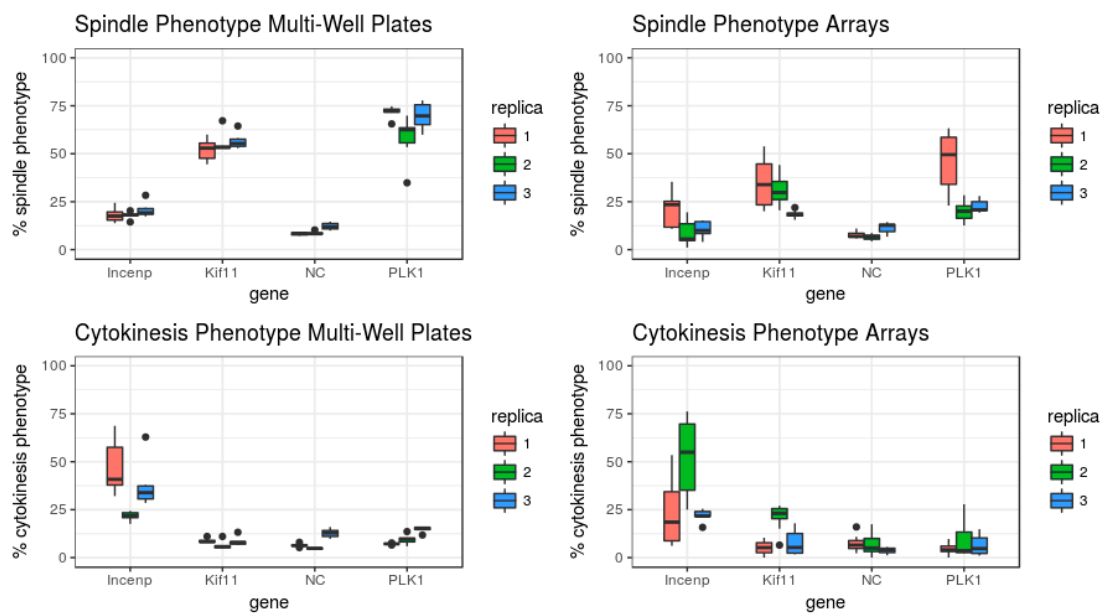 Spindle Phenotype Multi-Well Plates
% spindle phenotype
100
75
50
25
0
Incenp Kif11 NC PLK1
gene
replica
1
2
3
Spindle Phenotype Arrays
% spindle phenotype
100
75
50
25
0
Incenp Kif11 NC PLK1
gene
replica
1
2
3
Cytokinesis Phenotype Multi-Well Plates
% cytokinesis phenotype
100
75
50
25
0
Incenp Kif11 NC PLK1
gene
replica
1
2
3
Cytokinesis Phenotype Arrays
% cytokinesis phenotype
100
75
50
25
0
Incenp Kif11 NC PLK1
gene
replica
1
2
3